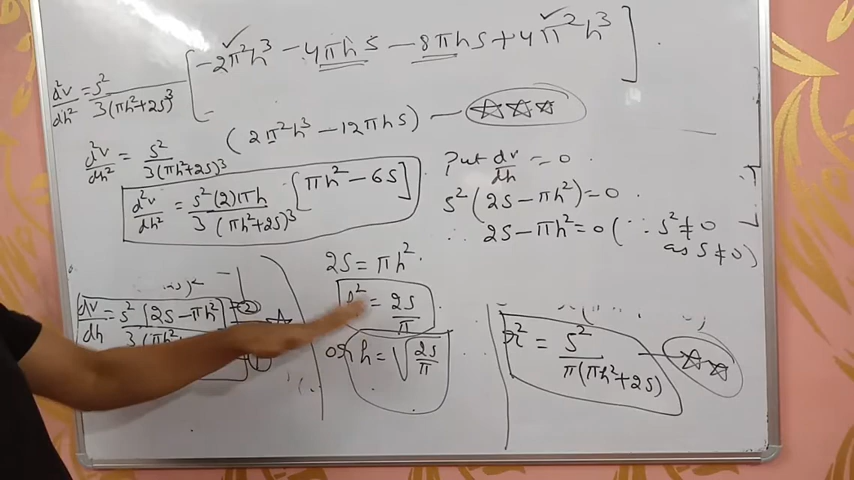 [-2π²h³ - 4πhs - 8πhs + 4π²h³]
d²v/dh² = s²/3(πh²+2s)³
(2π²h³ - 12πhs) — ☆☆☆
d²v/dh² = s²/3(πh²+2s)³
d²v/dh² = s²(2)πh/3(πh²+2s)³ [πh² - 6s]
Put dv/dh = 0.
s²(2s - πh²) = 0.
∴ 2s - πh² = 0 (∵ s² ≠ 0
as s ≠ 0)
2s = πh².
h² = 2s/π
or h = √(2s/π)
dv/dh = s²(2s - πh²) ②
r² = s²/π(πh²+2s) — ☆☆